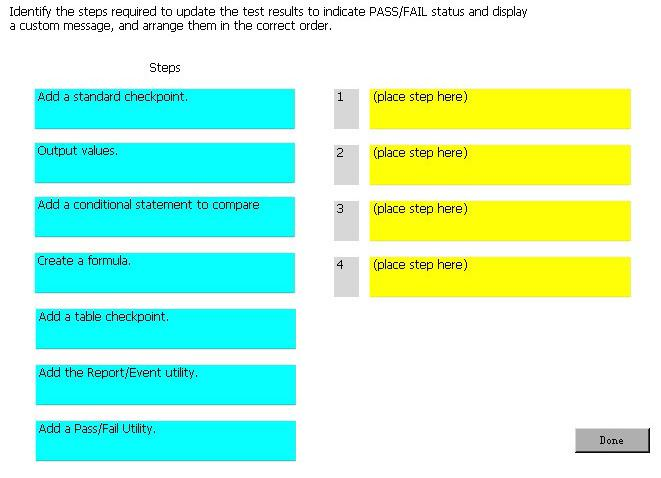 Identify the steps required to update the test results to indicate PASS/FAIL status and display
a custom message, and arrange them in the correct order.
Steps
Add a standard checkpoint.
Output values.
Add a conditional statement to compare
Create a formula.
Add a table checkpoint.
Add the Report/Event utility.
Add a Pass/Fail Utility.
1 (place step here)
2 (place step here)
3 (place step here)
4 (place step here)
Done